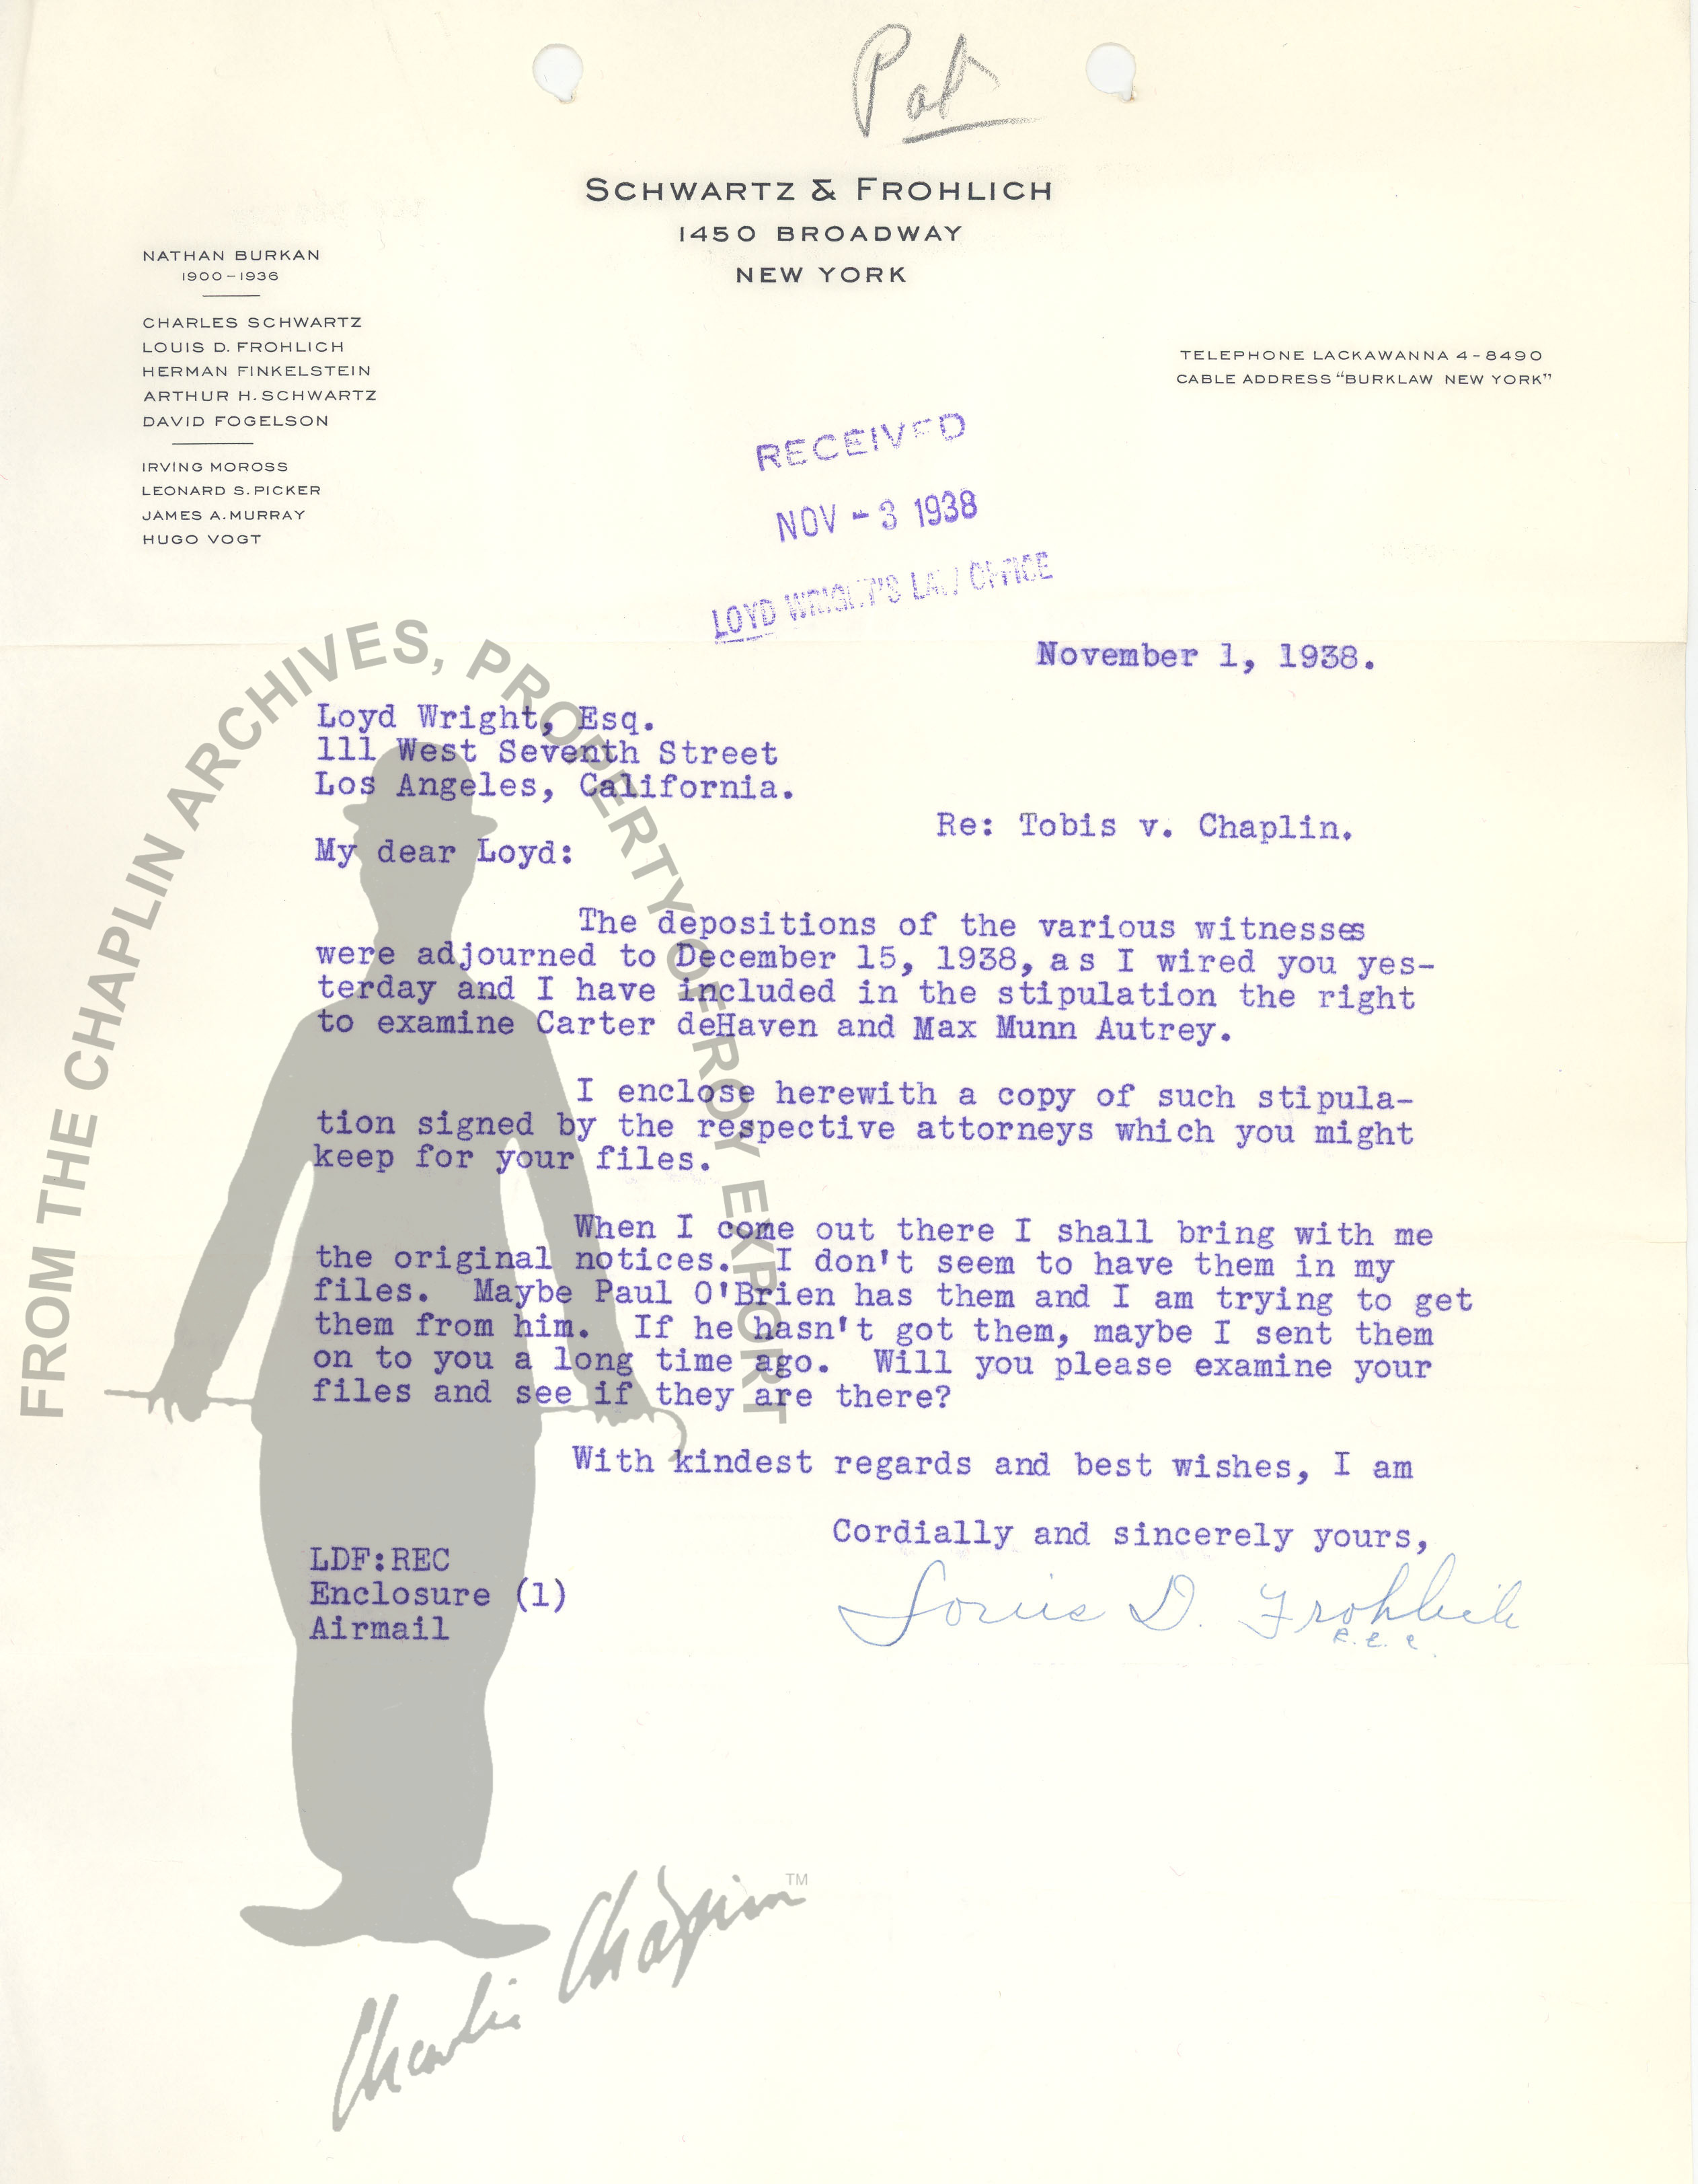 Pat
SCHWARTZ & FROHLICH
1450 BROADWAY
NEW YORK
NATHAN BURKAN
1900-1936
CHARLES SCHWARTZ
LOUIS D. FROHLICH
HERMAN FINKELSTEIN
ARTHUR H. SCHWARTZ
DAVID FOGELSON
IRVING MOROSS
LEONARD S. PICKER
JAMES A. MURRAY
HUGO VOGT
TELEPHONE LACKAWANNA 4-8490
CABLE ADDRESS "BURKLAW NEW YORK"
RECEIVED
NOV - 3 1938
LOYD WRIGHT'S LAW OFFICE
November 1, 1938.
Loyd Wright, Esq.
111 West Seventh Street
Los Angeles, California.
Re: Tobis v. Chaplin.
My dear Loyd:
The depositions of the various witnesses
were adjourned to December 15, 1938, as I wired you yes-
terday and I have included in the stipulation the right
to examine Carter deHaven and Max Munn Autrey.
I enclose herewith a copy of such stipula-
tion signed by the respective attorneys which you might
keep for your files.
When I come out there I shall bring with me
the original notices. I don't seem to have them in my
files. Maybe Paul O'Brien has them and I am trying to get
them from him. If he hasn't got them, maybe I sent them
on to you a long time ago. Will you please examine your
files and see if they are there?
With kindest regards and best wishes, I am
Cordially and sincerely yours,
Louis D. Frohlich
R.E.C.
LDF:REC
Enclosure (1)
Airmail
FROM THE CHAPLIN ARCHIVES, PROPERTY OF ROY EXPORT
Charlie Chaplin TM